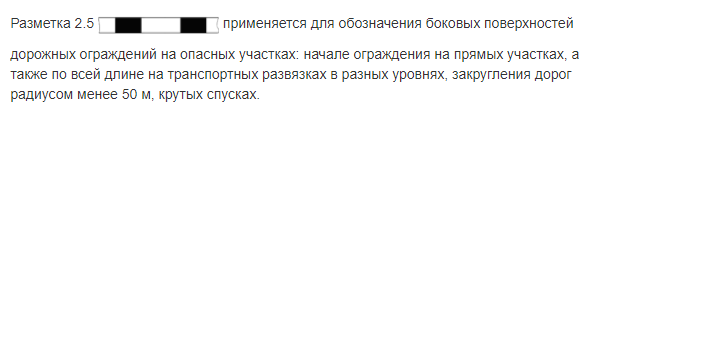 Разметка 2.5 применяется для обозначения боковых поверхностей
дорожных ограждений на опасных участках: начале ограждения на прямых участках, а
также по всей длине на транспортных развязках в разных уровнях, закругления дорог
радиусом менее 50 м, крутых спусках.